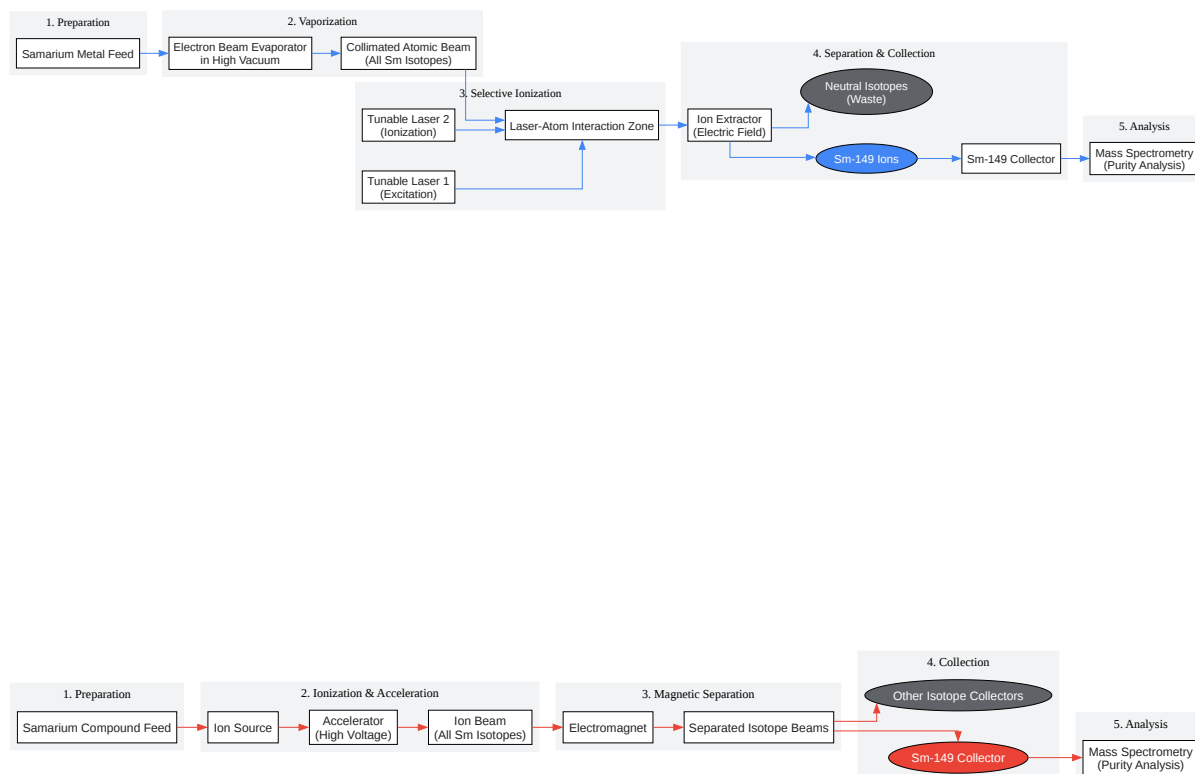 1. Preparation
Samarium Metal Feed
2. Vaporization
Electron Beam Evaporator
in High Vacuum
Collimated Atomic Beam
(All Sm Isotopes)
3. Selective Ionization
Tunable Laser 2
(Ionization)
Laser-Atom Interaction Zone
Tunable Laser 1
(Excitation)
4. Separation & Collection
Neutral Isotopes
(Waste)
Ion Extractor
(Electric Field)
Sm-149 Ions
Sm-149 Collector
5. Analysis
Mass Spectrometry
(Purity Analysis)
1. Preparation
Samarium Compound Feed
2. Ionization & Acceleration
Ion Source
Accelerator
(High Voltage)
Ion Beam
(All Sm Isotopes)
3. Magnetic Separation
Electromagnet
Separated Isotope Beams
4. Collection
Other Isotope Collectors
Sm-149 Collector
5. Analysis
Mass Spectrometry
(Purity Analysis)